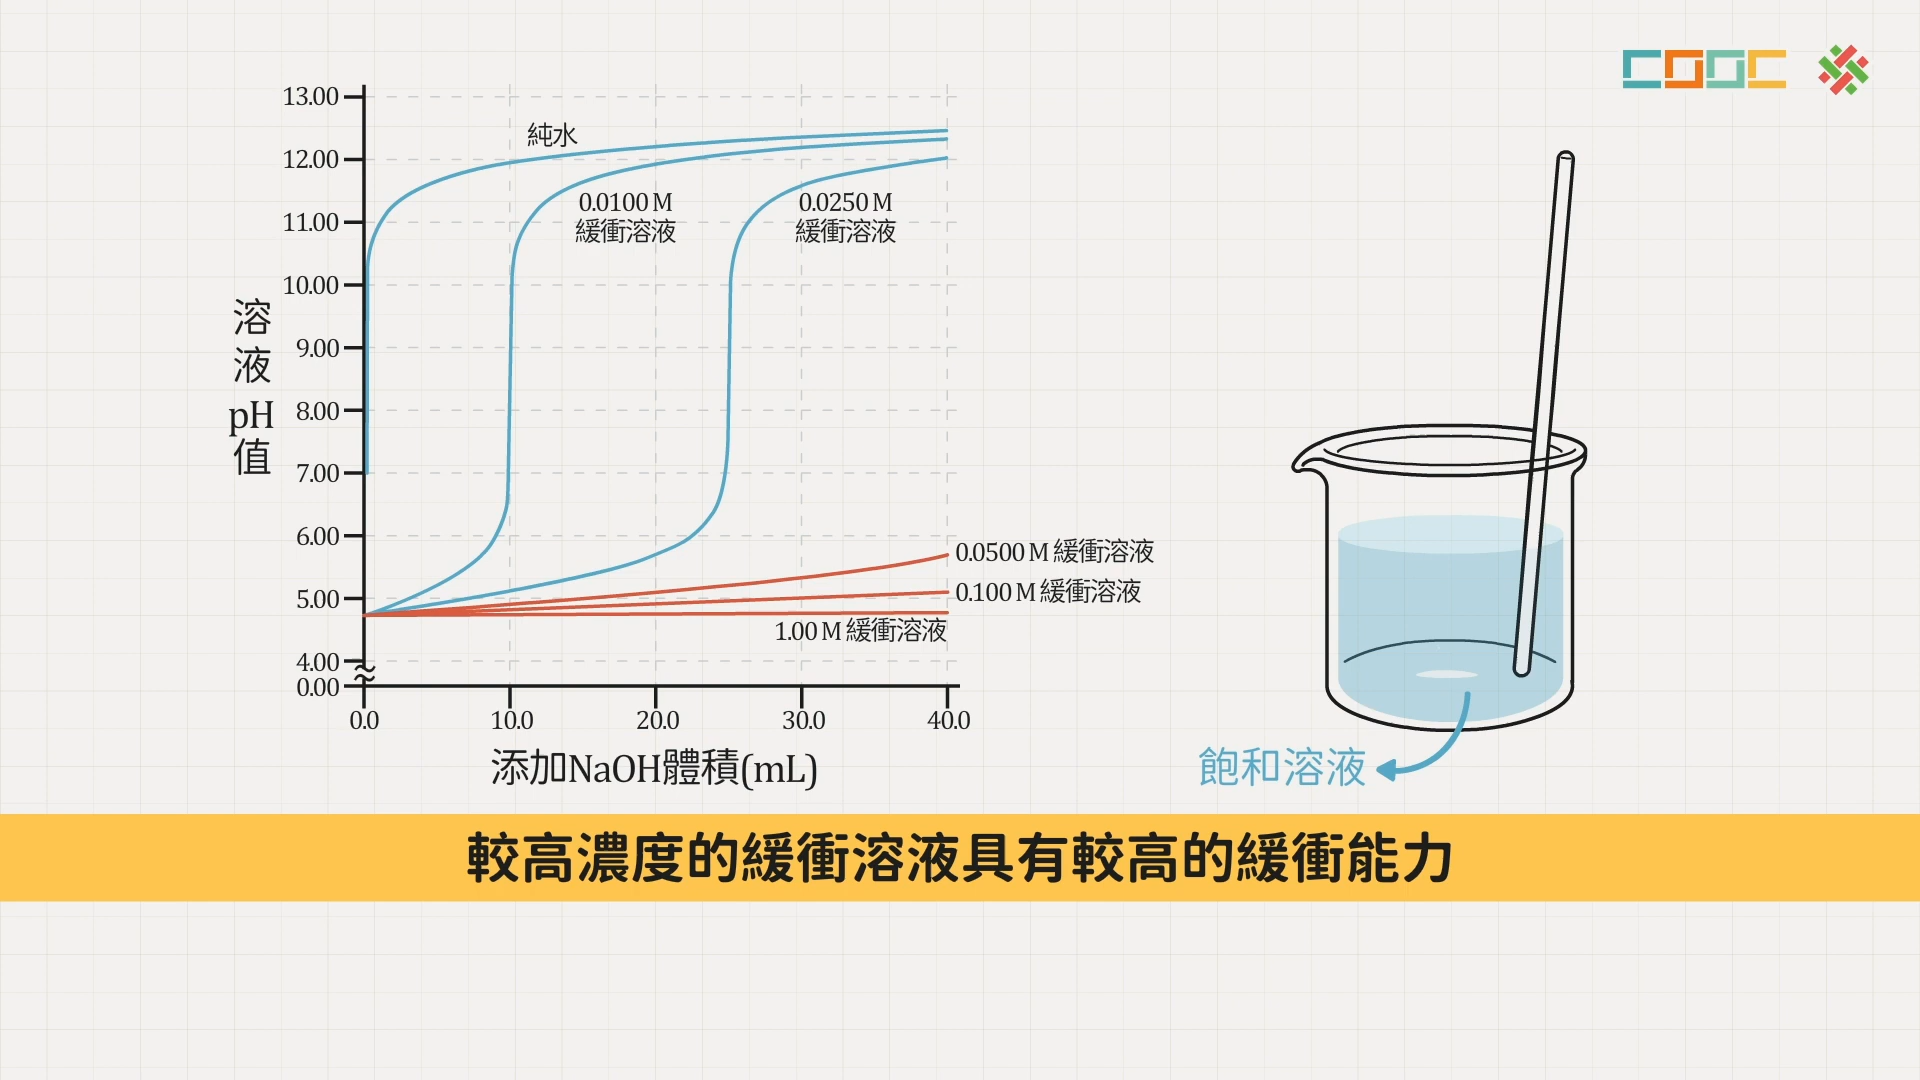 COOC
13.00
12.00
11.00
10.00
9.00
8.00
7.00
6.00
5.00
4.00
0.00
溶液pH值
純水
0.0100 M
緩衝溶液
0.0250 M
緩衝溶液
0.0500 M 緩衝溶液
0.100 M 緩衝溶液
1.00 M 緩衝溶液
0.0 10.0 20.0 30.0 40.0
添加NaOH體積(mL)
飽和溶液
較高濃度的緩衝溶液具有較高的緩衝能力